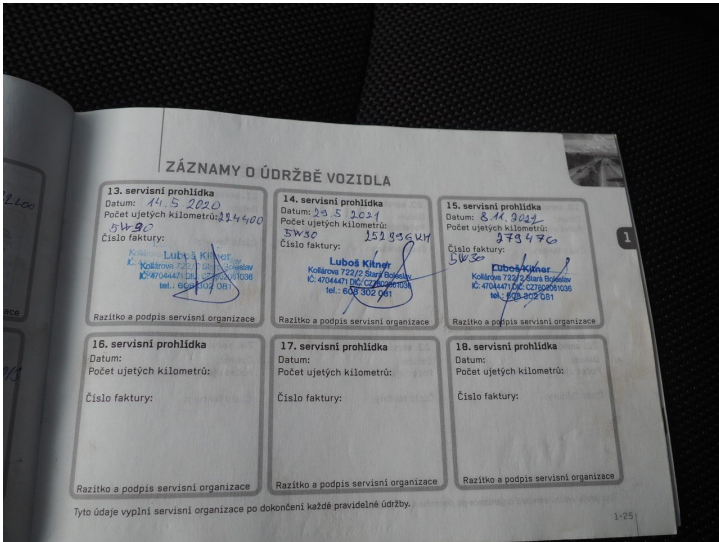 ZÁZNAMY O ÚDRŽBĚ VOZIDLA
13. servisní prohlídka
Datum: 14.5 2020
Počet ujetých kilometrů: 224400
5W30
Číslo faktury:
Luboš Kitner
Kollárova 722/2 Stará Boleslav
IČ: 47044471 DIČ: CZ7602061036
tel.: 608 302 081
Razítko a podpis servisní organizace
14. servisní prohlídka
Datum: 29.5 2021
Počet ujetých kilometrů:
5W30 252996 KM
Číslo faktury:
Luboš Kitner
Kollárova 722/2 Stará Boleslav
IČ: 47044471 DIČ: CZ7602061036
tel.: 608 302 081
Razítko a podpis servisní organizace
15. servisní prohlídka
Datum: 8.11.2022
Počet ujetých kilometrů:
279476
Číslo faktury:
5W30
Luboš Kitner
Kollárova 722/2 Stará Boleslav
IČ: 47044471 DIČ: CZ7602061036
tel.: 608 302 081
Razítko a podpis servisní organizace
1
16. servisní prohlídka
Datum:
Počet ujetých kilometrů:
Číslo faktury:
Razítko a podpis servisní organizace
17. servisní prohlídka
Datum:
Počet ujetých kilometrů:
Číslo faktury:
Razítko a podpis servisní organizace
18. servisní prohlídka
Datum:
Počet ujetých kilometrů:
Číslo faktury:
Razítko a podpis servisní organizace
Tyto údaje vyplní servisní organizace po dokončení každé pravidelné údržby.
1-25